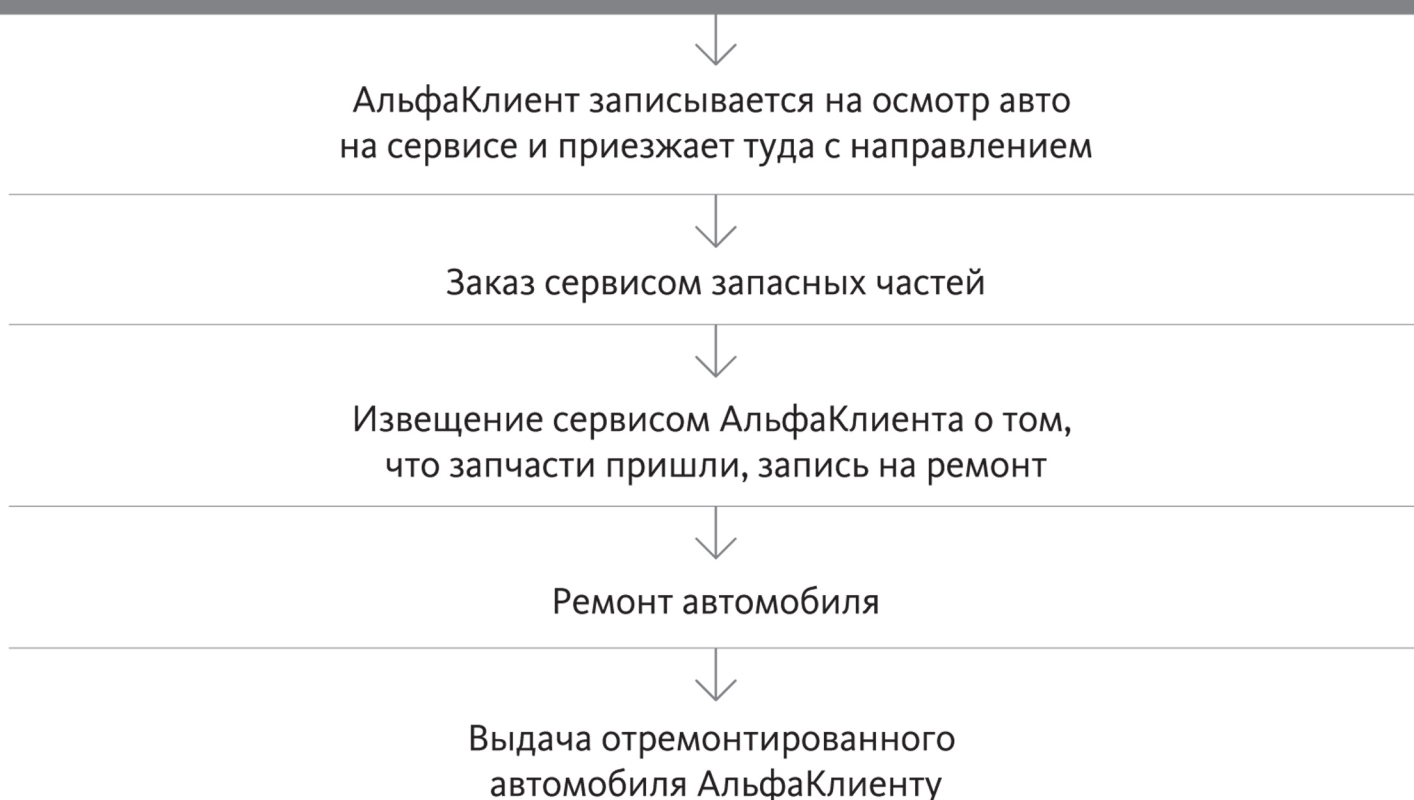 АльфаКлиент записывается на осмотр авто
на сервисе и приезжает туда с направлением
Заказ сервисом запасных частей
Извещение сервисом АльфаКлиента о том,
что запчасти пришли, запись на ремонт
Ремонт автомобиля
Выдача отремонтированного
автомобиля АльфаКлиенту